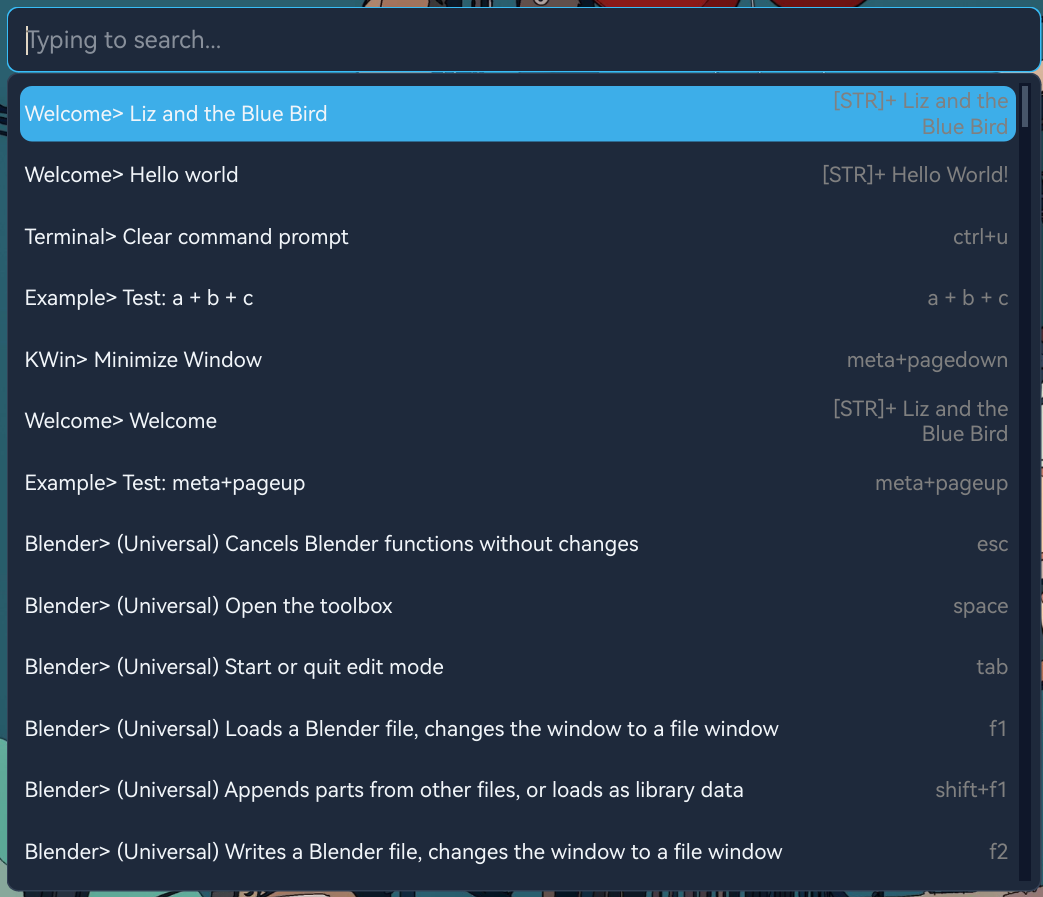 Typing to search...
Welcome> Liz and the Blue Bird [STR]+ Liz and the
Blue Bird
Welcome> Hello world [STR]+ Hello World!
Terminal> Clear command prompt ctrl+u
Example> Test: a + b + c a + b + c
KWin> Minimize Window meta+pagedown
Welcome> Welcome [STR]+ Liz and the
Blue Bird
Example> Test: meta+pageup meta+pageup
Blender> (Universal) Cancels Blender functions without changes esc
Blender> (Universal) Open the toolbox space
Blender> (Universal) Start or quit edit mode tab
Blender> (Universal) Loads a Blender file, changes the window to a file window f1
Blender> (Universal) Appends parts from other files, or loads as library data shift+f1
Blender> (Universal) Writes a Blender file, changes the window to a file window f2